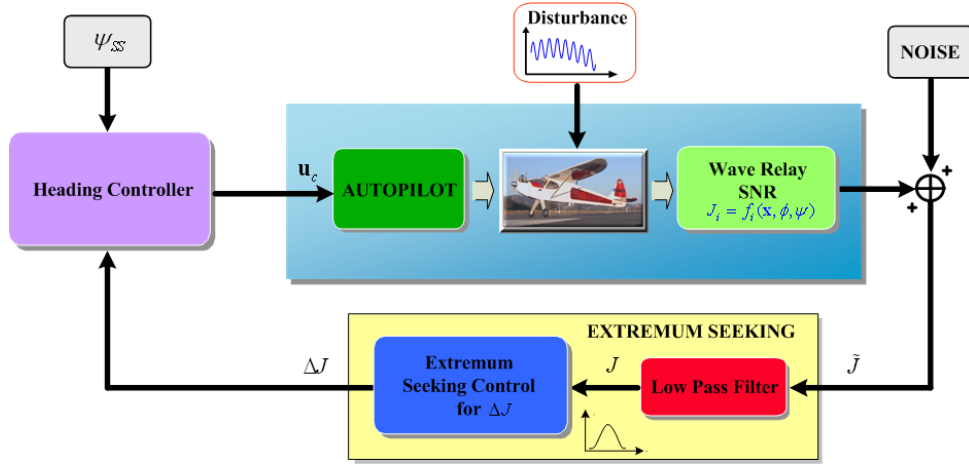 Disturbance
ψ_ss
NOISE
Heading Controller
u_c
AUTOPILOT
Wave Relay
SNR
J_i = f_i(x, ϕ, ψ)
+
+
EXTREMUM SEEKING
ΔJ
Extremum
Seeking Control
for ΔJ
J
Low Pass Filter
J̃